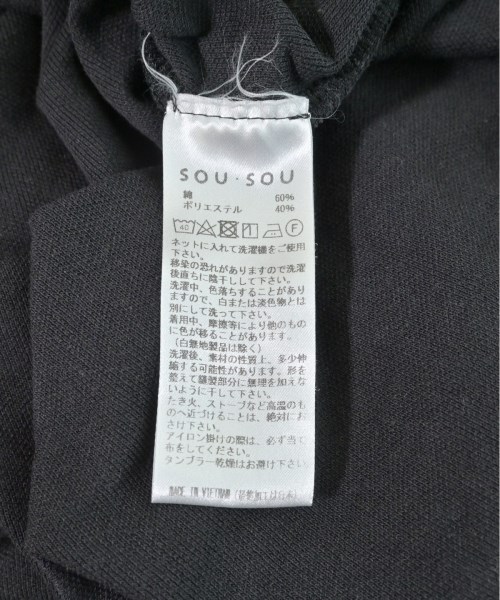 SOU・SOU
綿 60%
ポリエステル 40%
40 F
ネットに入れて洗濯機をご使用
下さい。
移染の恐れがありますので洗濯
後直ちに陰干しして下さい。
洗濯中、色落ちすることがあり
ますので、白または淡色物とは
別にして洗って下さい。
着用中、摩擦等により他のもの
に色が移ることがあります。
(白無地製品は除く)
洗濯後、素材の性質上、多少伸
縮する可能性があります。形を
整えて縫製部分に無理を加えな
いように干して下さい。
たき火、ストーブなど高温のも
のへ近づけることは、絶対にお
さけ下さい。
アイロン掛けの際は、必ず当て
布をしてください。
タンブラー乾燥はお避け下さい。
MADE IN VIETNAM